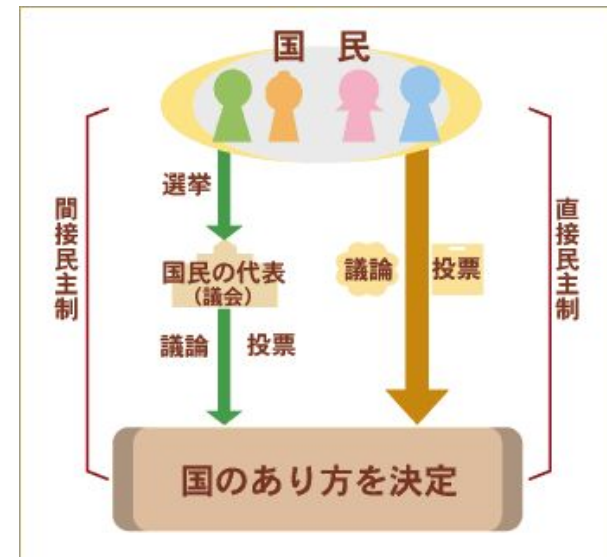 国 民
選挙
国民の代表
(議会)
議論 投票
議論 投票
間接民主制
直接民主制
国のあり方を決定